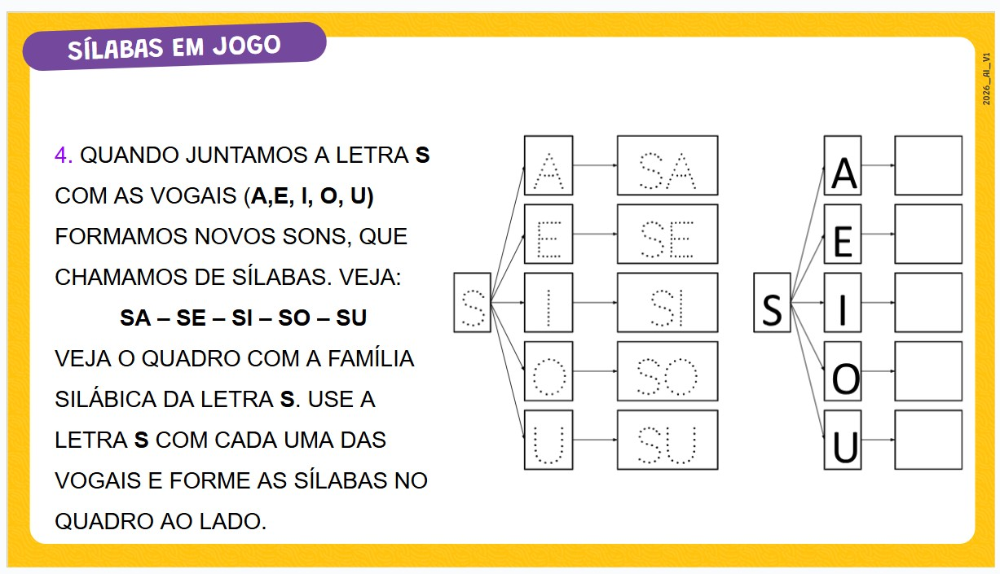 SÍLABAS EM JOGO
2026_AI_V1
4. QUANDO JUNTAMOS A LETRA S
COM AS VOGAIS (A,E, I, O, U)
FORMAMOS NOVOS SONS, QUE
CHAMAMOS DE SÍLABAS. VEJA:
SA – SE – SI – SO – SU
VEJA O QUADRO COM A FAMÍLIA
SILÁBICA DA LETRA S. USE A
LETRA S COM CADA UMA DAS
VOGAIS E FORME AS SÍLABAS NO
QUADRO AO LADO.
S
A SA
E SE
I SI
O SO
U SU
S
A
E
I
O
U